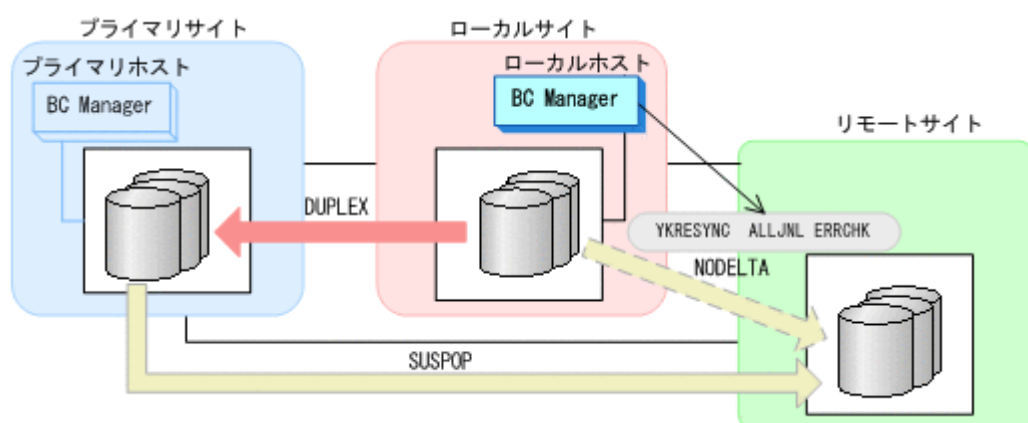 プライマリサイト
ローカルサイト
プライマリホスト
ローカルホスト
BC Manager
BC Manager
リモートサイト
DUPLEX
YKRESYNC ALLJNL ERRCHK
NODELTA
SUSPOP